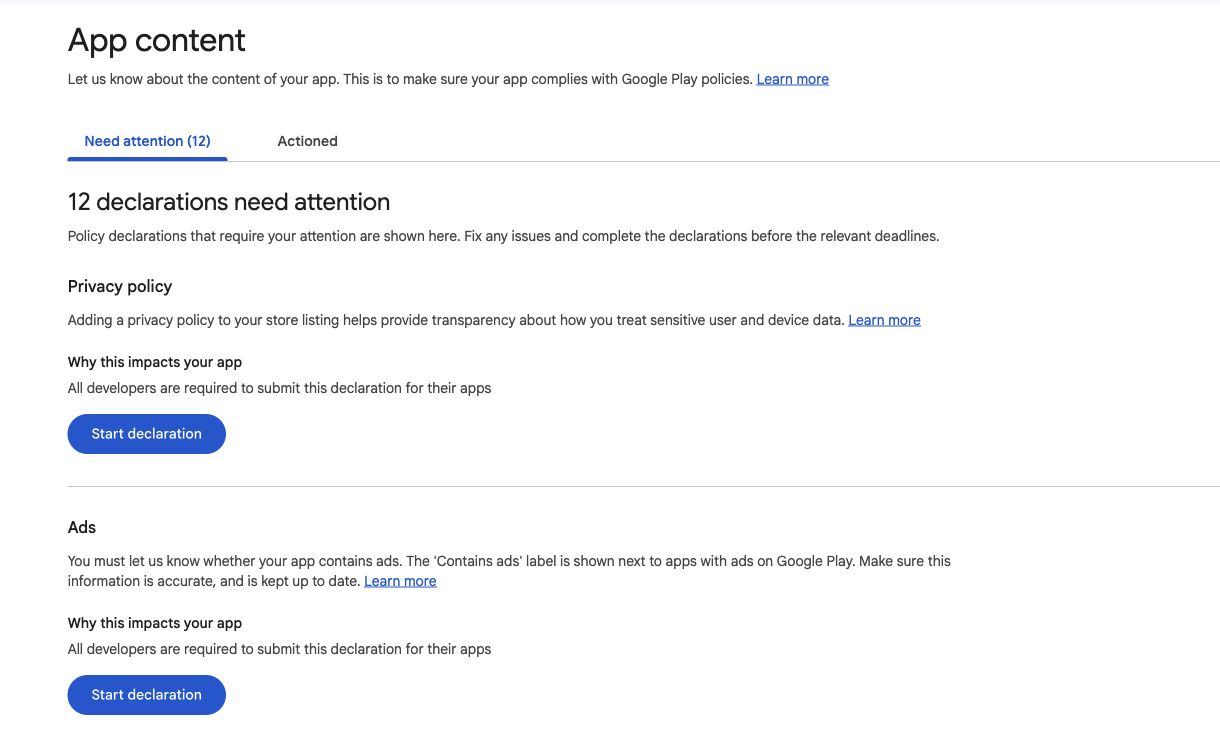 App content
Let us know about the content of your app. This is to make sure your app complies with Google Play policies. Learn more
Need attention (12)
Actioned
12 declarations need attention
Policy declarations that require your attention are shown here. Fix any issues and complete the declarations before the relevant deadlines.
Privacy policy
Adding a privacy policy to your store listing helps provide transparency about how you treat sensitive user and device data. Learn more
Why this impacts your app
All developers are required to submit this declaration for their apps
Start declaration
Ads
You must let us know whether your app contains ads. The 'Contains ads' label is shown next to apps with ads on Google Play. Make sure this
information is accurate, and is kept up to date. Learn more
Why this impacts your app
All developers are required to submit this declaration for their apps
Start declaration